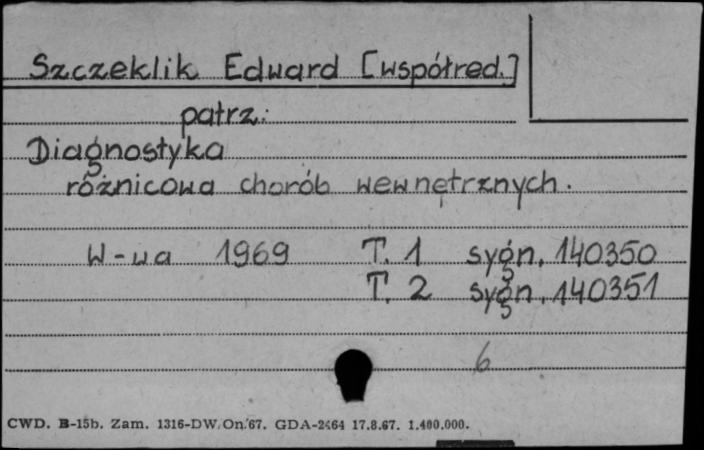 Szczeklik Edward [współred.]
patrz:
Diagnostyka
różnicowa chorób wewnętrznych.
W-wa 1969 T. 1 sygn. 140350
T. 2 sygn. 140351
6
CWD. B-15b. Zam. 1316-DW/On/67. GDA-2464 17.8.67. 1.400.000.